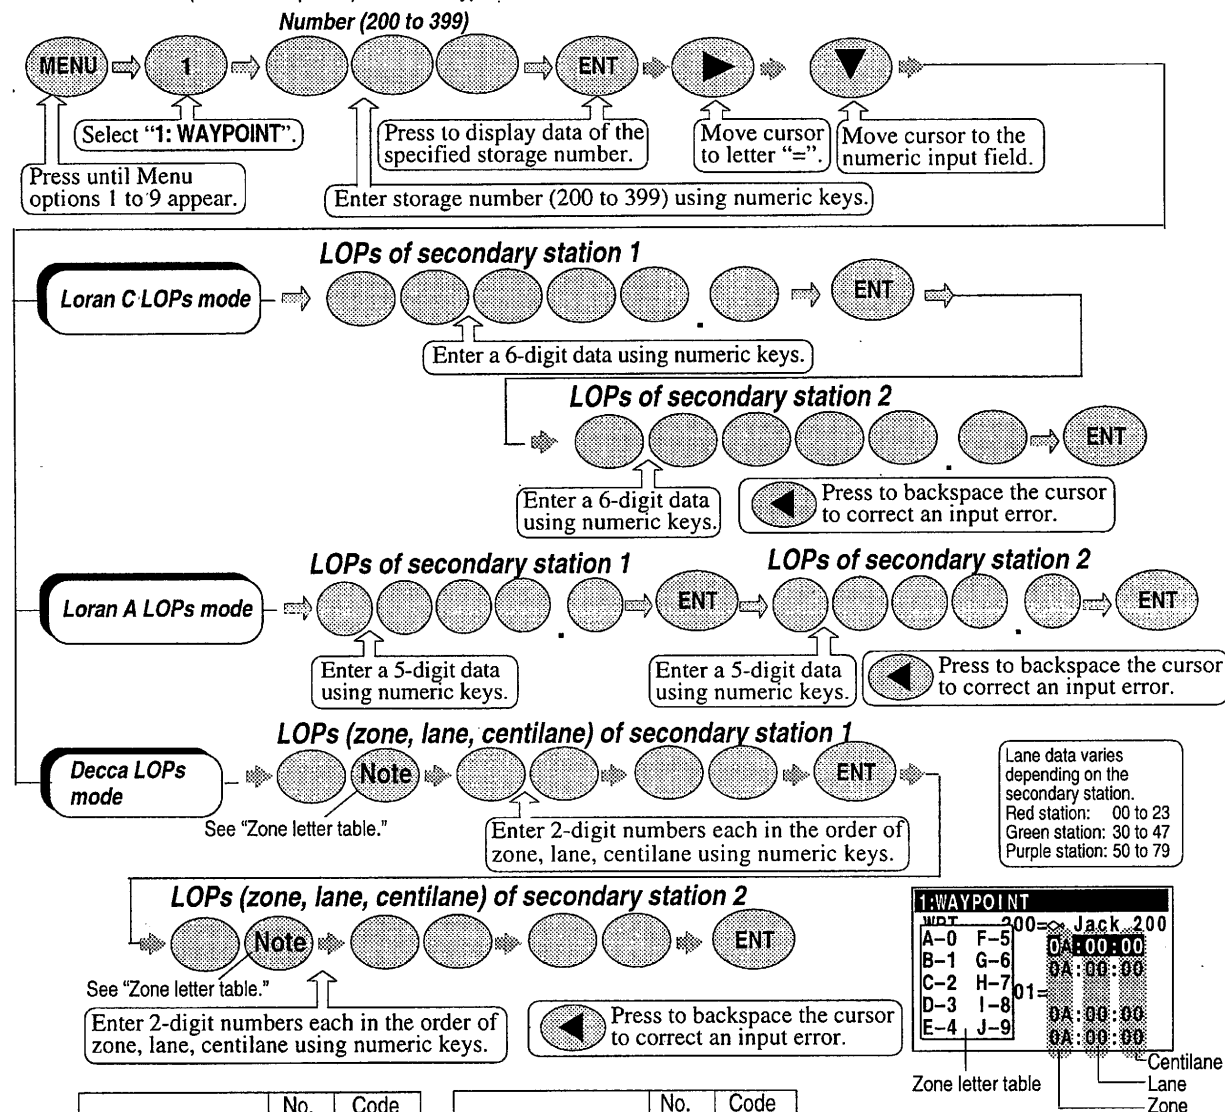 Number (200 to 399)
MENU
1
ENT
Select “1: WAYPOINT”.
Press to display data of the
specified storage number.
Move cursor
to letter “=”.
Move cursor to the
numeric input field.
Press until Menu
options 1 to 9 appear.
Enter storage number (200 to 399) using numeric keys.
LOPs of secondary station 1
Loran C LOPs mode
.
ENT
Enter a 6-digit data using numeric keys.
LOPs of secondary station 2
.
ENT
Enter a 6-digit data
using numeric keys.
Press to backspace the cursor
to correct an input error.
LOPs of secondary station 1
LOPs of secondary station 2
Loran A LOPs mode
.
ENT
.
ENT
Enter a 5-digit data
using numeric keys.
Enter a 5-digit data
using numeric keys.
Press to backspace the cursor
to correct an input error.
LOPs (zone, lane, centilane) of secondary station 1
Decca LOPs
mode
Note
ENT
See “Zone letter table.”
Enter 2-digit numbers each in the order of
zone, lane, centilane using numeric keys.
Lane data varies
depending on the
secondary station.
Red station: 00 to 23
Green station: 30 to 47
Purple station: 50 to 79
LOPs (zone, lane, centilane) of secondary station 2
Note
ENT
See “Zone letter table.”
Enter 2-digit numbers each in the order of
zone, lane, centilane using numeric keys.
Press to backspace the cursor
to correct an input error.
1:WAYPOINT
00= Jack 200
A–0 F–5 0A:00:00
B–1 G–6 0A:00:00
C–2 H–7
01=
D–3 I–8 0A:00:00
E–4 J–9 0A:00:00
Centilane
Zone letter table
Lane
Zone
No. Code
No. Code